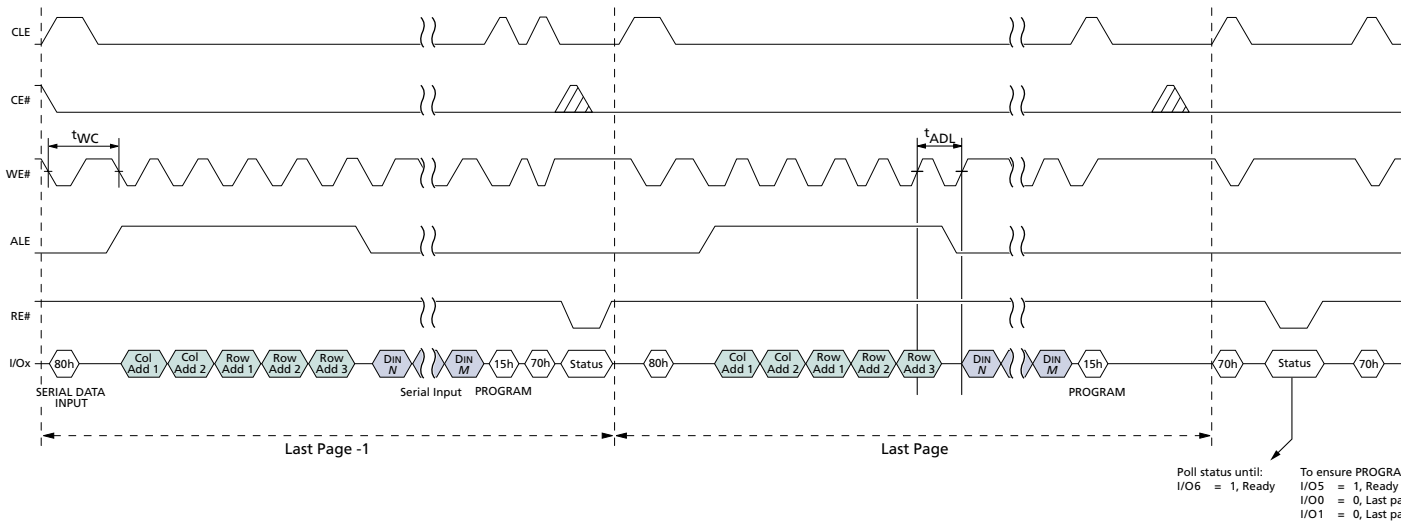 CLE
CE#
tWC
tADL
WE#
ALE
RE#
I/Ox
80h
Col Add 1
Col Add 2
Row Add 1
Row Add 2
Row Add 3
DIN N
DIN M
15h
70h
Status
80h
Col Add 1
Col Add 2
Row Add 1
Row Add 2
Row Add 3
DIN N
DIN M
15h
70h
Status
70h
SERIAL DATA INPUT
Serial Input
PROGRAM
PROGRAM
Last Page -1
Last Page
Poll status until:
I/O6 = 1, Ready
To ensure
I/O5 = 1, Ready
I/O0 = 0, Last
I/O1 = 0, Last